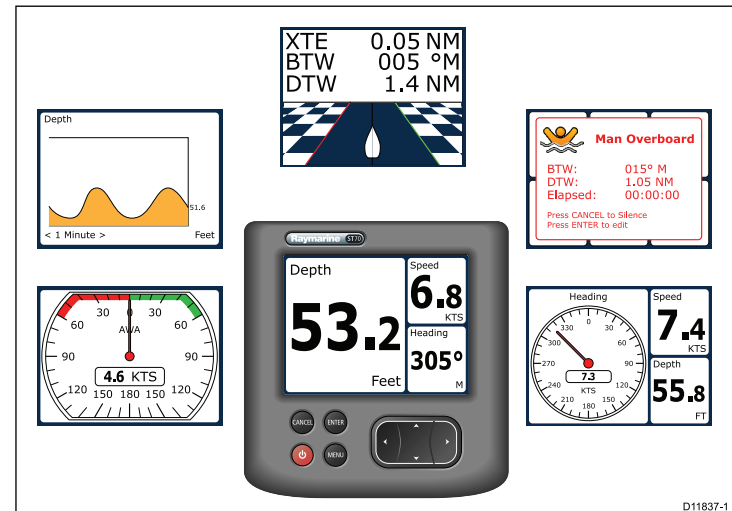 XTE 0.05 NM
BTW 005 °M
DTW 1.4 NM
Depth
51.6
< 1 Minute > Feet
Man Overboard
BTW: 015° M
DTW: 1.05 NM
Elapsed: 00:00:00
Press CANCEL to Silence
Press ENTER to edit
Raymarine ST70
Depth
53.2
Feet
Speed
6.8
KTS
Heading
305°
M
CANCEL ENTER
MENU
30 0 30
60 60
AWA
90 90
4.6 KTS
120 150 180 150 120
Heading
330 0 30
300 60
270 90
7.3
KTS
240 120
210 180 150
Speed
7.4
KTS
Depth
55.8
FT
D11837-1